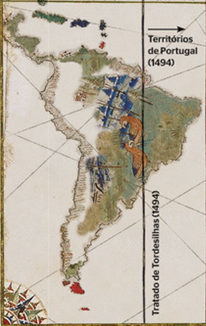 Territórios
de Portugal
(1494)
Tratado de Tordesilhas (1494)